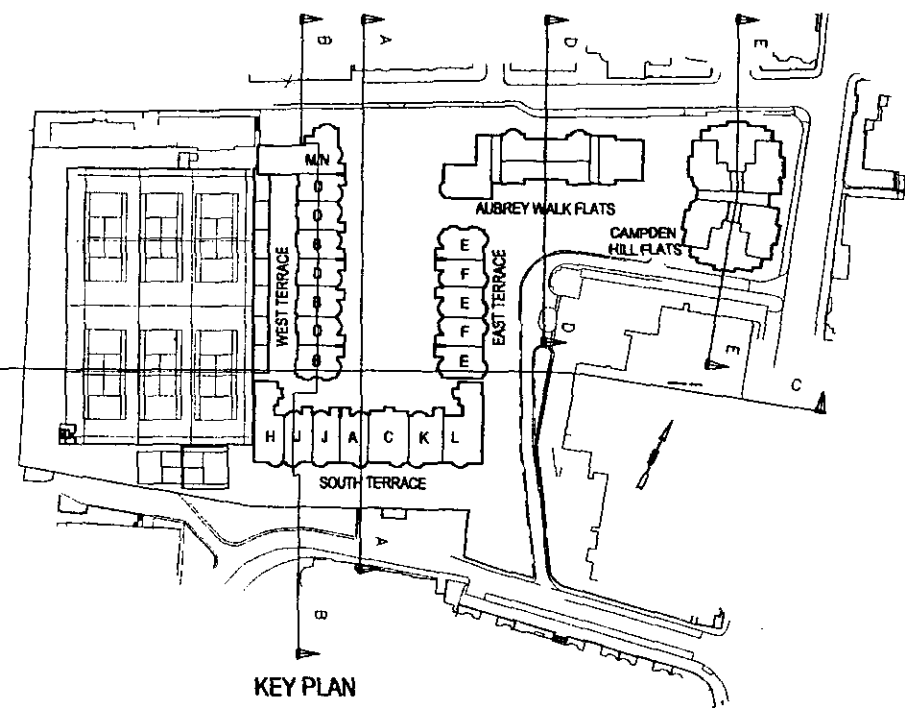 B
A
D
E
M/N
D
D
B
D
B
D
B
WEST TERRACE
E
F
E
F
E
EAST TERRACE
AUBREY WALK FLATS
CAMPDEN
HILL FLATS
D
E
C
H
J
J
A
C
K
L
SOUTH TERRACE
A
B
KEY PLAN